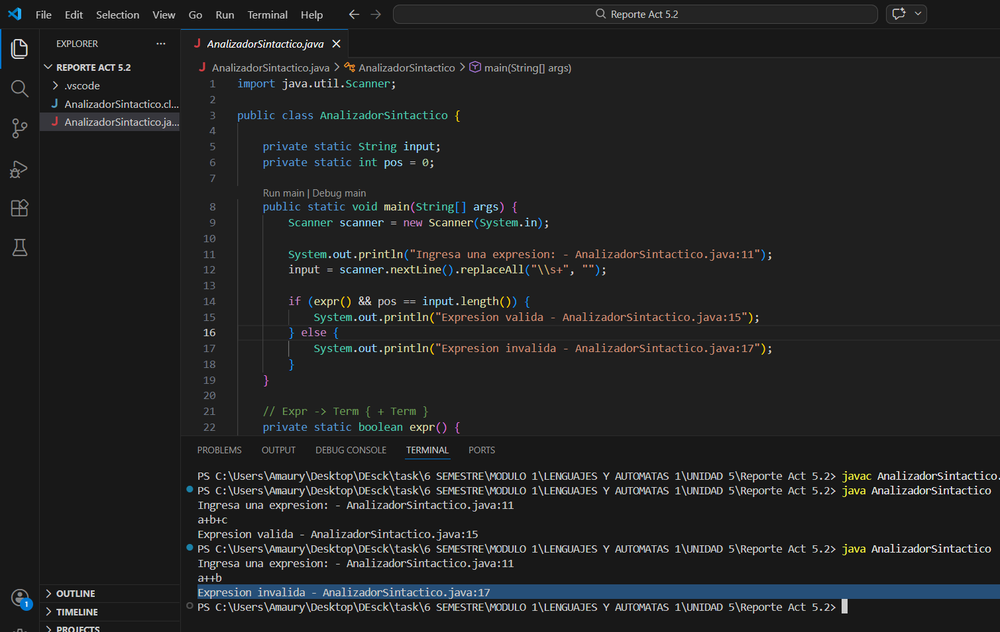 File Edit Selection View Go Run Terminal Help
Reporte Act 5.2
EXPLORER
REPORTE ACT 5.2
.vscode
AnalizadorSintactico.cl...
AnalizadorSintactico.ja...
OUTLINE
TIMELINE
PROJECTS
1
J AnalizadorSintactico.java
J AnalizadorSintactico.java > AnalizadorSintactico > main(String[] args)
1 import java.util.Scanner;
2
3 public class AnalizadorSintactico {
4
5 private static String input;
6 private static int pos = 0;
7
Run main | Debug main
8 public static void main(String[] args) {
9 Scanner scanner = new Scanner(System.in);
10
11 System.out.println("Ingresa una expresion: - AnalizadorSintactico.java:11");
12 input = scanner.nextLine().replaceAll("\\s+", "");
13
14 if (expr() && pos == input.length()) {
15 System.out.println("Expresion valida - AnalizadorSintactico.java:15");
16 } else {
17 System.out.println("Expresion invalida - AnalizadorSintactico.java:17");
18 }
19 }
20
21 // Expr -> Term { + Term }
22 private static boolean expr() {
PROBLEMS OUTPUT DEBUG CONSOLE TERMINAL PORTS
PS C:\Users\Amaury\Desktop\DEsck\task\6 SEMESTRE\MODULO 1\LENGUAJES Y AUTOMATAS 1\UNIDAD 5\Reporte Act 5.2> javac AnalizadorSintactico.
PS C:\Users\Amaury\Desktop\DEsck\task\6 SEMESTRE\MODULO 1\LENGUAJES Y AUTOMATAS 1\UNIDAD 5\Reporte Act 5.2> java AnalizadorSintactico
Ingresa una expresion: - AnalizadorSintactico.java:11
a+b+c
Expresion valida - AnalizadorSintactico.java:15
PS C:\Users\Amaury\Desktop\DEsck\task\6 SEMESTRE\MODULO 1\LENGUAJES Y AUTOMATAS 1\UNIDAD 5\Reporte Act 5.2> java AnalizadorSintactico
Ingresa una expresion: - AnalizadorSintactico.java:11
a++b
Expresion invalida - AnalizadorSintactico.java:17
PS C:\Users\Amaury\Desktop\DEsck\task\6 SEMESTRE\MODULO 1\LENGUAJES Y AUTOMATAS 1\UNIDAD 5\Reporte Act 5.2>